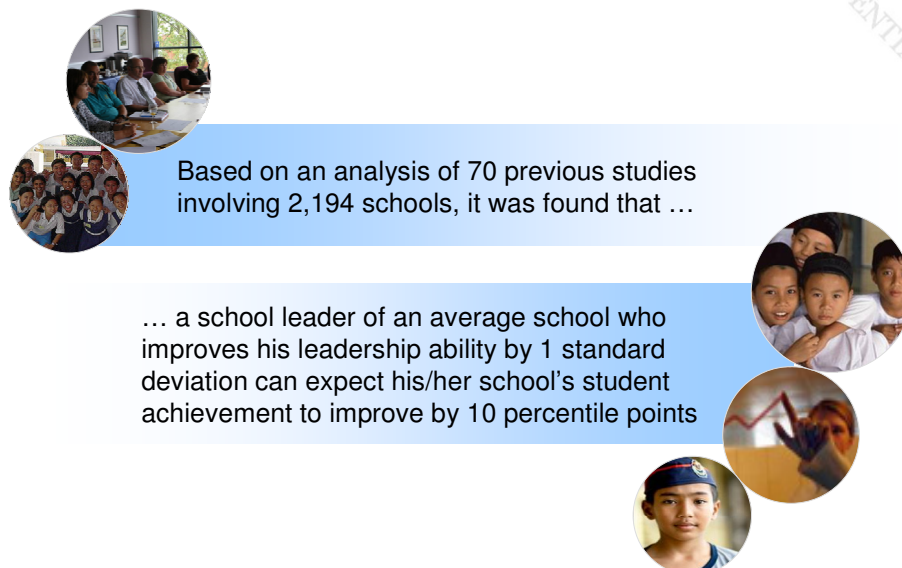 Based on an analysis of 70 previous studies
involving 2,194 schools, it was found that …
… a school leader of an average school who
improves his leadership ability by 1 standard
deviation can expect his/her school’s student
achievement to improve by 10 percentile points